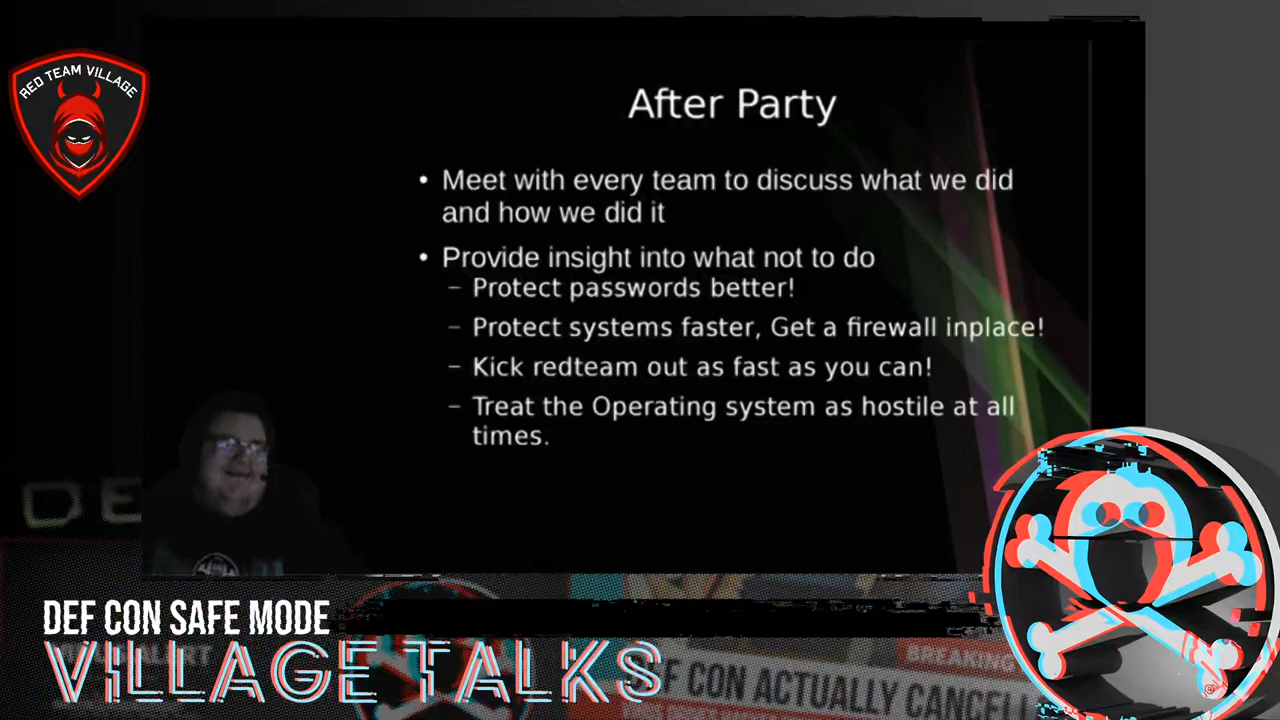 RED TEAM VILLAGE
After Party
• Meet with every team to discuss what we did
and how we did it
• Provide insight into what not to do
– Protect passwords better!
– Protect systems faster, Get a firewall inplace!
– Kick redteam out as fast as you can!
– Treat the Operating system as hostile at all
times.
DE
DEF CON SAFE MODE
VILLAGE TALKS
BREAKING
DEF CON ACTUALLY CANCELL